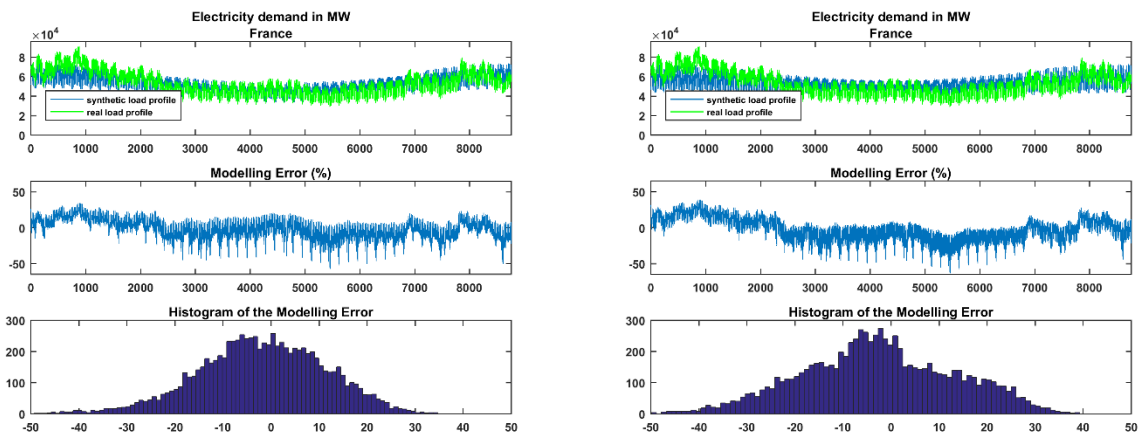 Electricity demand in MW
France
×10⁴
8
6
4
2
0
synthetic load profile
real load profile
0 1000 2000 3000 4000 5000 6000 7000 8000
Modelling Error (%)
50
0
-50
0 1000 2000 3000 4000 5000 6000 7000 8000
Histogram of the Modelling Error
300
200
100
0
-50 -40 -30 -20 -10 0 10 20 30 40 50
Electricity demand in MW
France
×10⁴
8
6
4
2
0
synthetic load profile
real load profile
0 1000 2000 3000 4000 5000 6000 7000 8000
Modelling Error (%)
50
0
-50
0 1000 2000 3000 4000 5000 6000 7000 8000
Histogram of the Modelling Error
300
200
100
0
-50 -40 -30 -20 -10 0 10 20 30 40 50